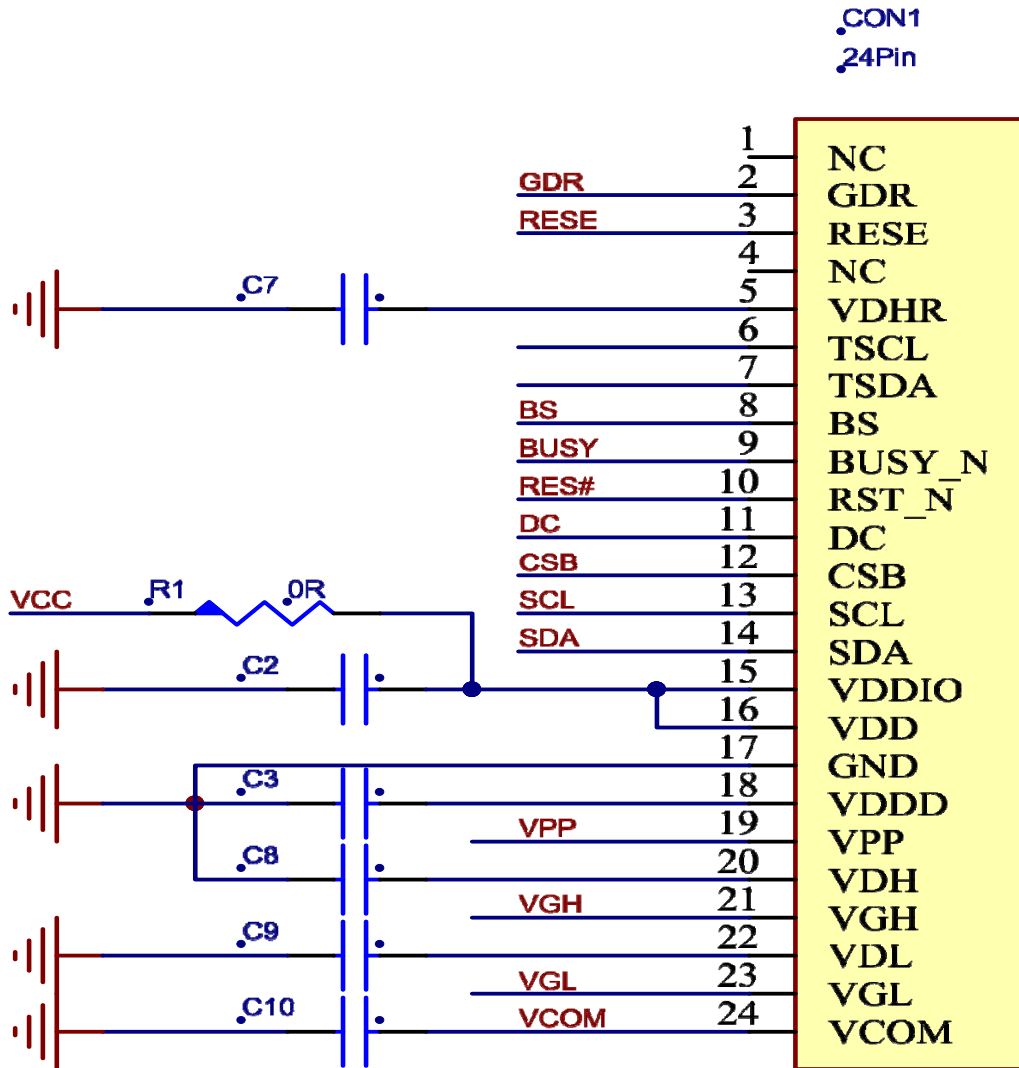 CON1
24Pin
1 NC
GDR 2 GDR
RESE 3 RESE
4 NC
C7 5 VDHR
6 TSCL
7 TSDA
BS 8 BS
BUSY 9 BUSY_N
RES# 10 RST_N
DC 11 DC
CSB 12 CSB
VCC R1 0R SCL 13 SCL
SDA 14 SDA
C2 15 VDDIO
16 VDD
17 GND
C3 18 VDDD
VPP 19 VPP
C8 20 VDH
VGH 21 VGH
C9 22 VDL
VGL 23 VGL
C10 VCOM 24 VCOM